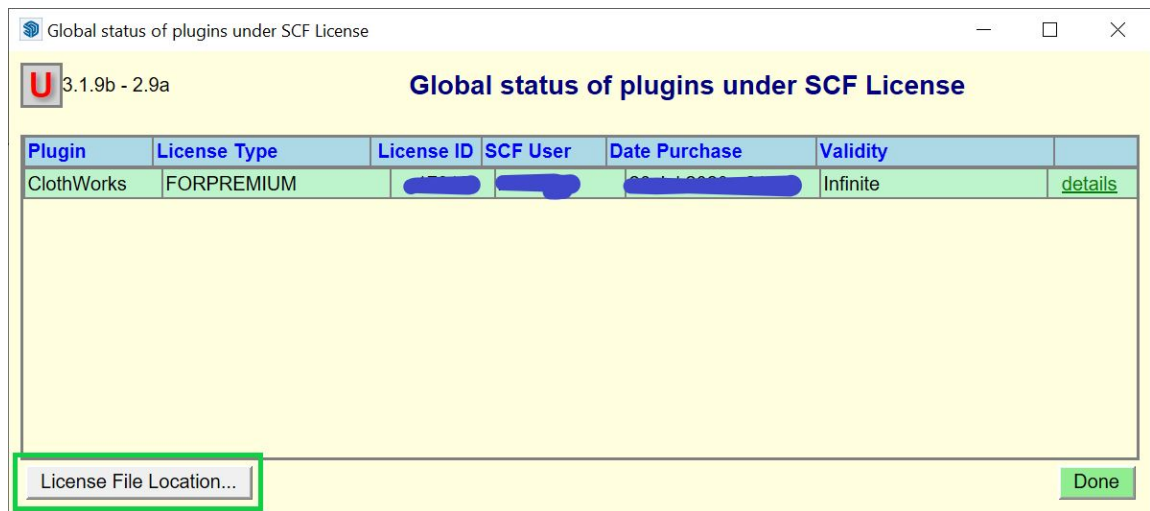 Global status of plugins under SCF License
U 3.1.9b - 2.9a
Global status of plugins under SCF License
Plugin License Type License ID SCF User Date Purchase Validity
ClothWorks FORPREMIUM Infinite details
License File Location...
Done